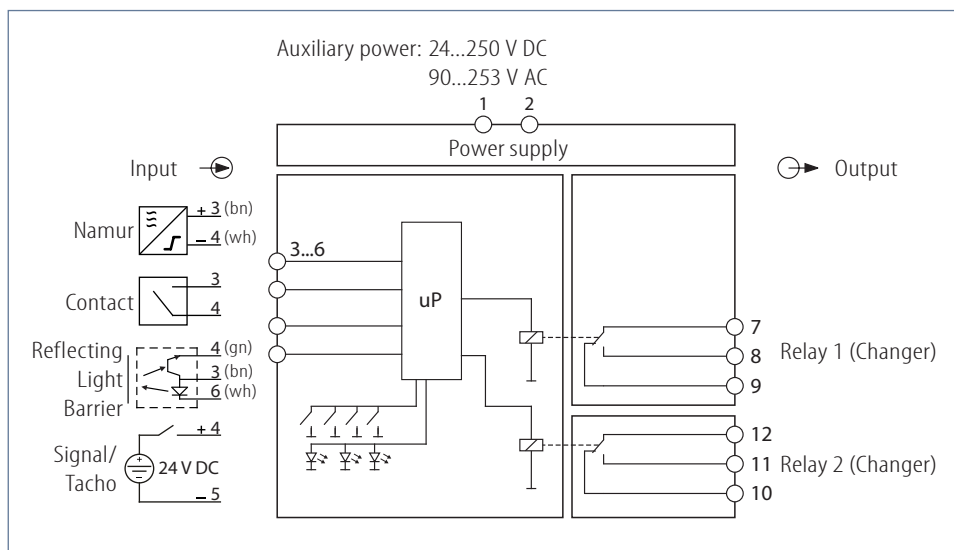 Auxiliary power: 24...250 V DC
90...253 V AC
1 2
Power supply
Input
Output
Namur
+ 3 (bn)
– 4 (wh)
Contact
3
4
Reflecting
Light
Barrier
4 (gn)
3 (bn)
6 (wh)
Signal/
Tacho
+ 4
24 V DC
– 5
3...6
uP
7
8
9
Relay 1 (Changer)
12
11
10
Relay 2 (Changer)